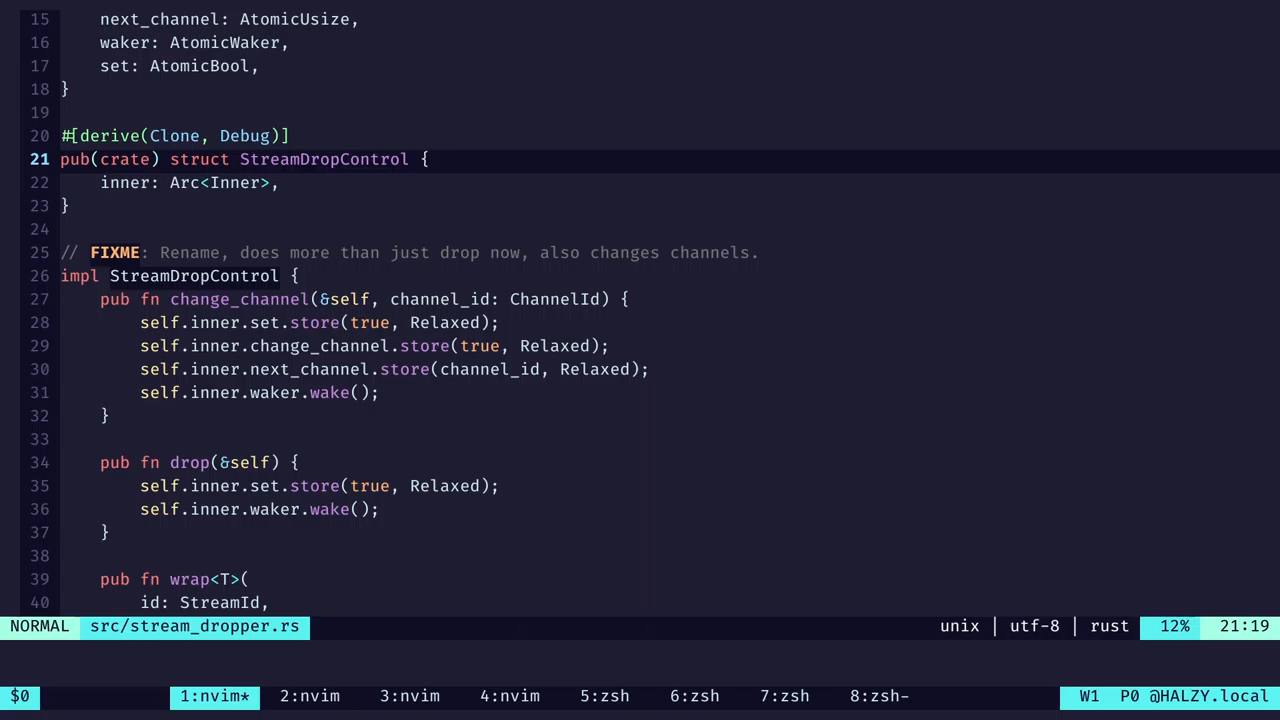 15     next_channel: AtomicUsize,
16     waker: AtomicWaker,
17     set: AtomicBool,
18 }
19
20 #[derive(Clone, Debug)]
21 pub(crate) struct StreamDropControl {
22     inner: Arc<Inner>,
23 }
24
25 // FIXME: Rename, does more than just drop now, also changes channels.
26 impl StreamDropControl {
27     pub fn change_channel(&self, channel_id: ChannelId) {
28         self.inner.set.store(true, Relaxed);
29         self.inner.change_channel.store(true, Relaxed);
30         self.inner.next_channel.store(channel_id, Relaxed);
31         self.inner.waker.wake();
32     }
33
34     pub fn drop(&self) {
35         self.inner.set.store(true, Relaxed);
36         self.inner.waker.wake();
37     }
38
39     pub fn wrap<T>(
40         id: StreamId,
NORMAL  src/stream_dropper.rs  unix | utf-8 | rust  12%  21:19
$0  1:nvim*  2:nvim  3:nvim  4:nvim  5:zsh  6:zsh  7:zsh  8:zsh-  W1  P0 @HALZY.local